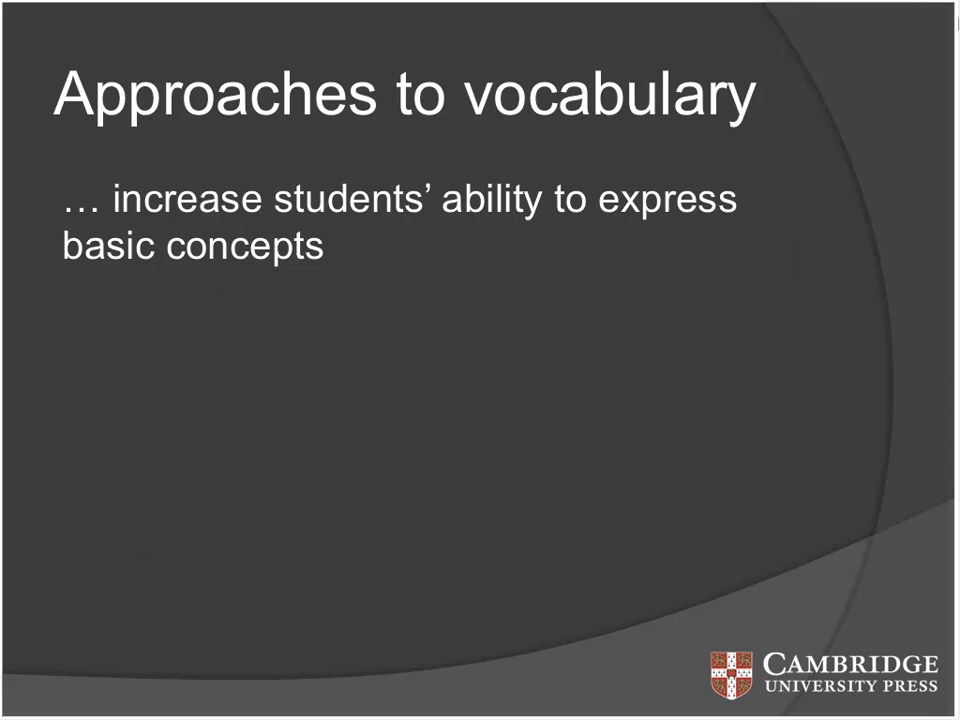 Approaches to vocabulary
… increase students’ ability to express
basic concepts
CAMBRIDGE
UNIVERSITY PRESS